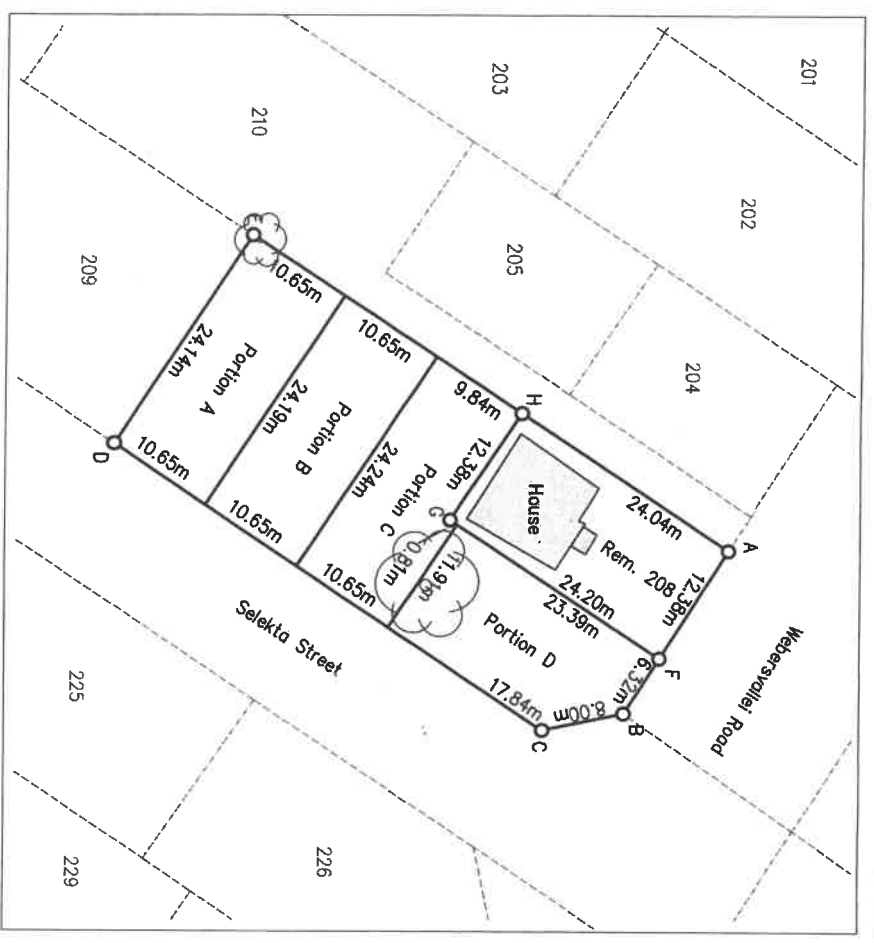 201
203
202
210
205
209
204
E
10.65m
10.65m
9.84m
H
24.04m
A
24.14m
Portion A
24.19m
Portion B
24.24m
Portion C
12.38m
G
House
Rem. 208
12.38m
F
24.20m
23.39m
0.81m
11.91m
Portion D
6.32m
B
8.00m
C
17.84m
D
10.65m
10.65m
10.65m
Selekta Street
Webersvallei Road
225
226
229